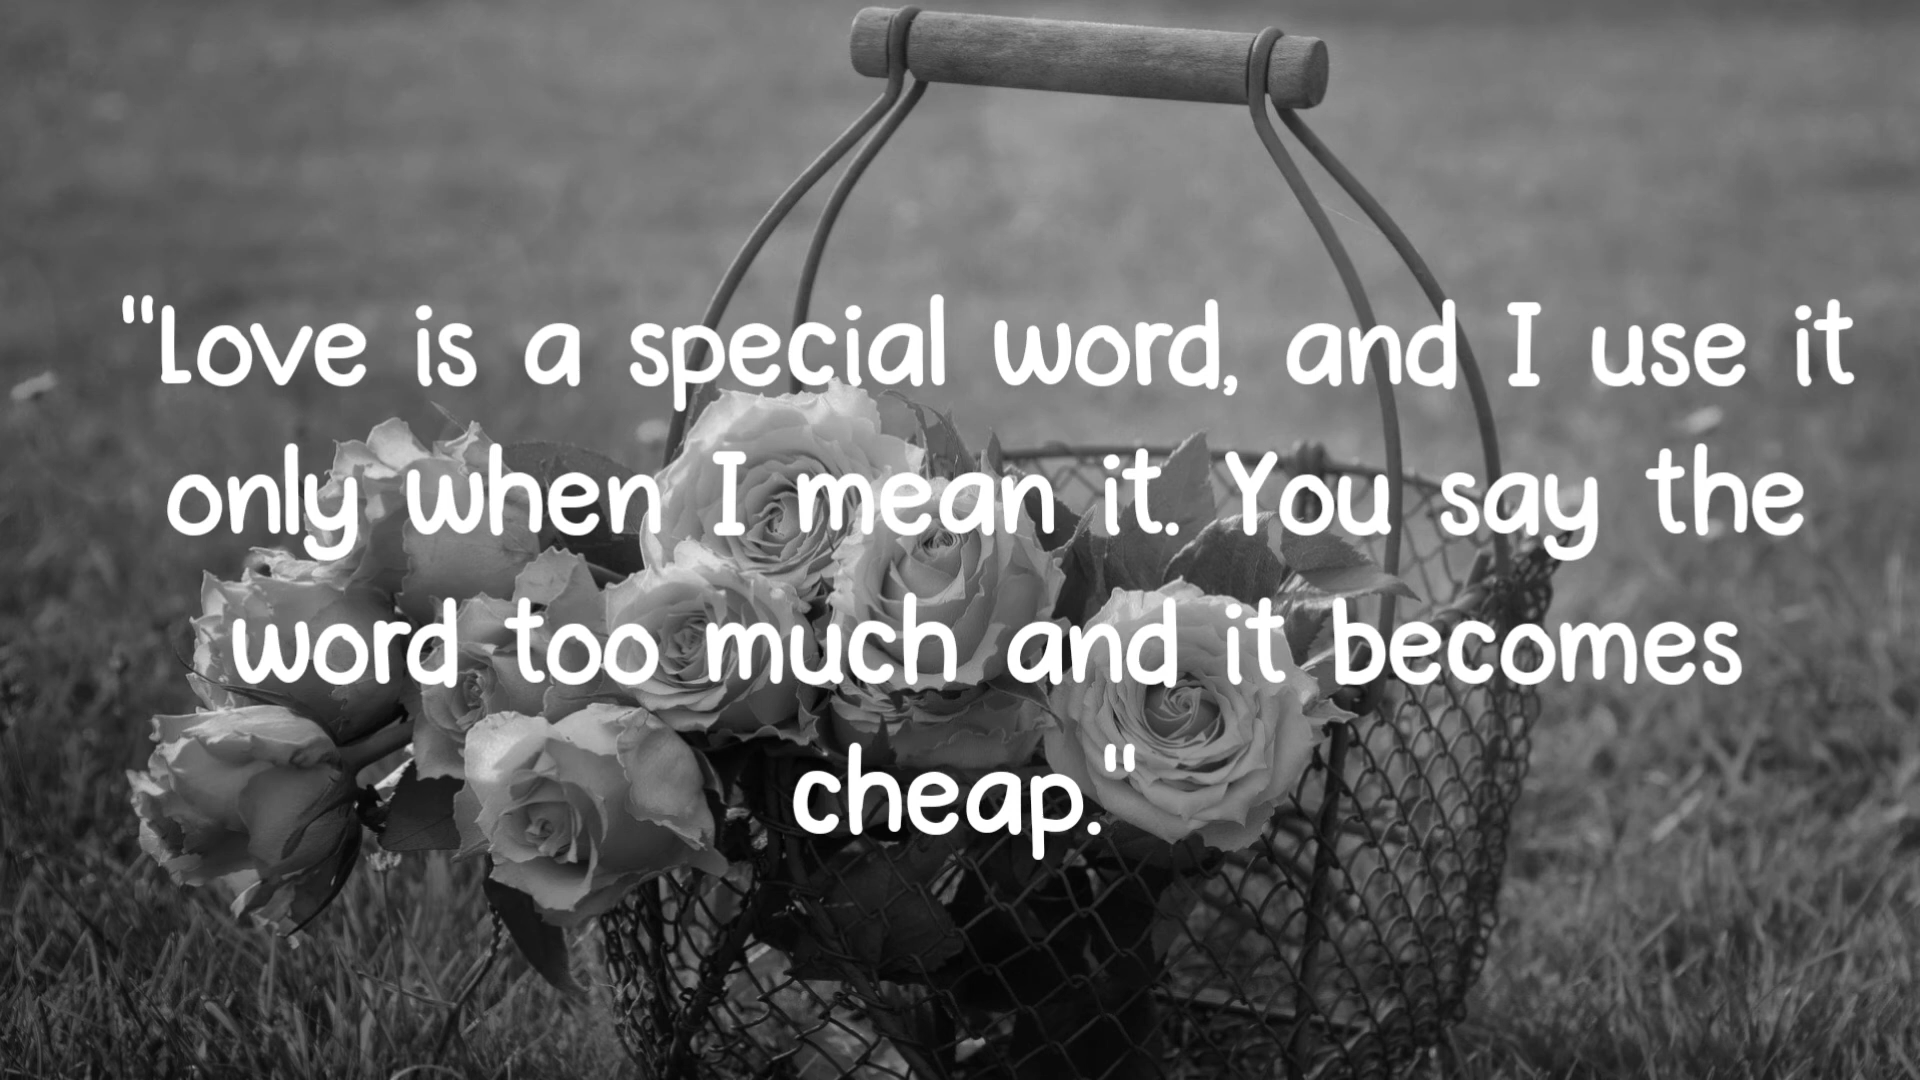 "Love is a special word, and I use it
only when I mean it. You say the
word too much and it becomes
cheap."